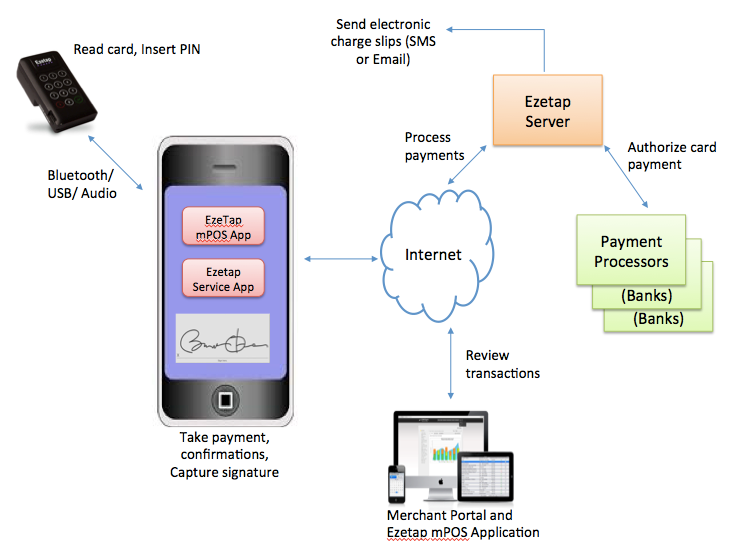 Read card, Insert PIN
Ezetap
Bluetooth/
USB/ Audio
EzeTap
mPOS App
Ezetap
Service App
Take payment,
confirmations,
Capture signature
Send electronic
charge slips (SMS
or Email)
Ezetap
Server
Process
payments
Authorize card
payment
Internet
Payment
Processors
(Banks)
(Banks)
Review
transactions
Merchant Portal and
Ezetap mPOS Application